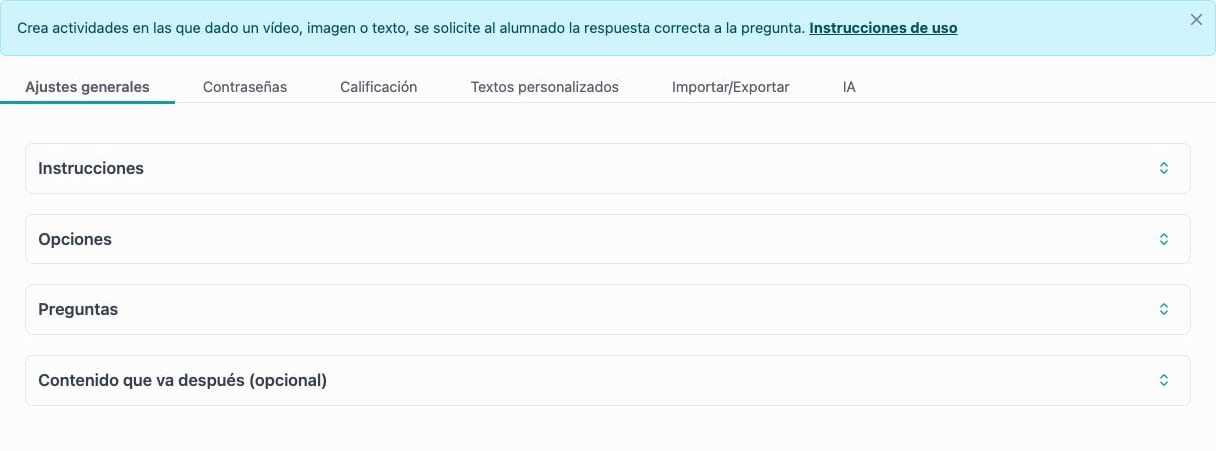 Crea actividades en las que dado un vídeo, imagen o texto, se solicite al alumnado la respuesta correcta a la pregunta. Instrucciones de uso
Ajustes generales Contraseñas Calificación Textos personalizados Importar/Exportar IA
Instrucciones
Opciones
Preguntas
Contenido que va después (opcional)